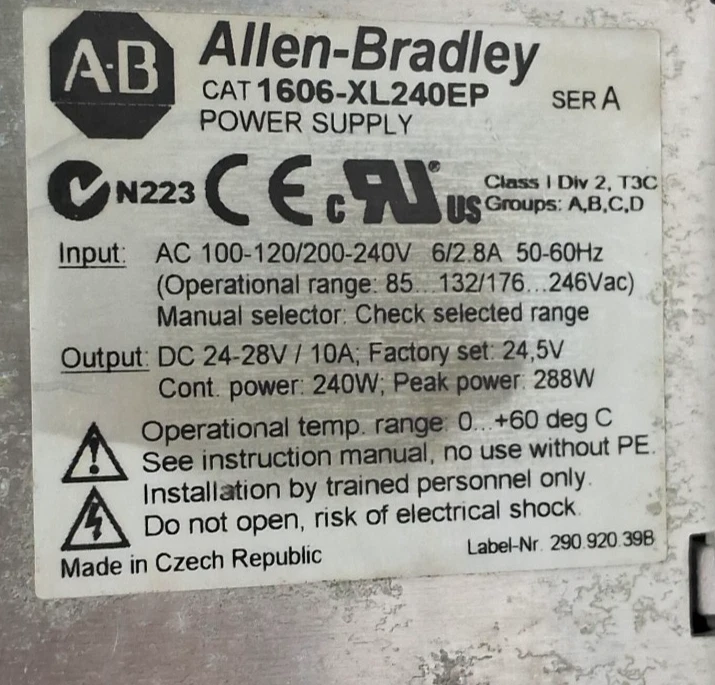 A·B Allen-Bradley
CAT 1606-XL240EP SER A
POWER SUPPLY
N223 CE c RU US Class I Div 2, T3C
Groups: A,B,C,D
Input: AC 100-120/200-240V 6/2.8A 50-60Hz
(Operational range: 85...132/176...246Vac)
Manual selector: Check selected range
Output: DC 24-28V / 10A; Factory set: 24,5V
Cont. power: 240W; Peak power: 288W
Operational temp. range: 0...+60 deg C
See instruction manual, no use without PE.
Installation by trained personnel only.
Do not open, risk of electrical shock.
Made in Czech Republic Label-Nr. 290.920.39B